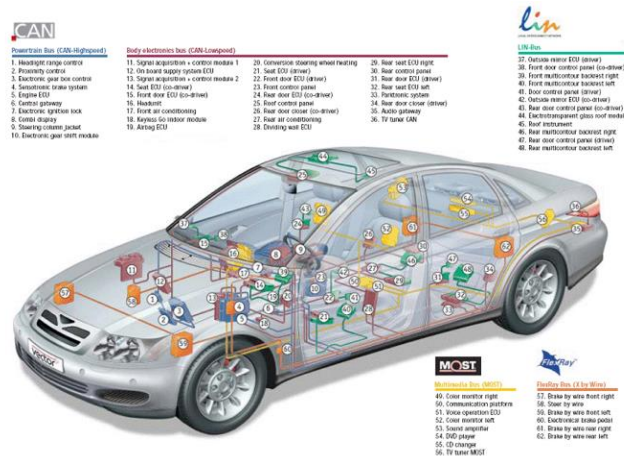 CAN
Powertrain Bus (CAN-Highspeed)
1. Headlight range control
2. Proximity control
3. Electronic gear box control
4. Sensotronic brake system
5. Engine ECU
6. Central gateway
7. Electronic ignition lock
8. Combi display
9. Steering column jacket
10. Electronic gear shift module
Body electronics bus (CAN-Lowspeed)
11. Signal acquisition + control module 1
12. On board supply system ECU
13. Signal acquisition + control module 2
14. Seat ECU (co-driver)
15. Front door ECU (co-driver)
16. Headunit
17. Front air conditioning
18. Keyless Go indoor module
19. Airbag ECU
20. Conversion steering wheel heating
21. Seat ECU (driver)
22. Front door ECU (driver)
23. Front control panel
24. Rear door ECU (co-driver)
25. Roof control panel
26. Rear door closer (co-driver)
27. Rear air conditioning
28. Dividing wall ECU
29. Rear seat ECU right
30. Rear control panel
31. Rear door ECU (driver)
32. Rear seat ECU left
33. Parktronic system
34. Rear door closer (driver)
35. Audio gateway
36. TV tuner CAN
lin
LIN-Bus
37. Outside mirror ECU (driver)
38. Front door control panel (co-driver)
39. Front multicontour backrest right
40. Front multicontour backrest left
41. Door control panel (driver)
42. Outside mirror ECU (co-driver)
43. Rear door control panel (co-driver)
44. Electrotransparent glass roof module
45. Roof instrument
46. Rear multicontour backrest right
47. Rear door control panel (driver)
48. Rear multicontour backrest left
vector
MOST
Multimedia Bus (MOST)
49. Color monitor right
50. Communication platform
51. Voice operation ECU
52. Color monitor left
53. Sound amplifier
54. DVD player
55. CD changer
56. TV tuner MOST
FlexRay
FlexRay Bus (X by Wire)
57. Brake by wire front right
58. Steer by wire
59. Brake by wire front left
60. Electronical brake pedal
61. Brake by wire rear right
62. Brake by wire rear left